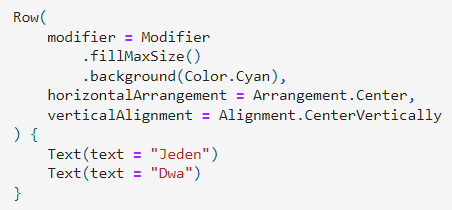 Row(
    modifier = Modifier
        .fillMaxSize()
        .background(Color.Cyan),
    horizontalArrangement = Arrangement.Center,
    verticalAlignment = Alignment.CenterVertically
) {
    Text(text = "Jeden")
    Text(text = "Dwa")
}